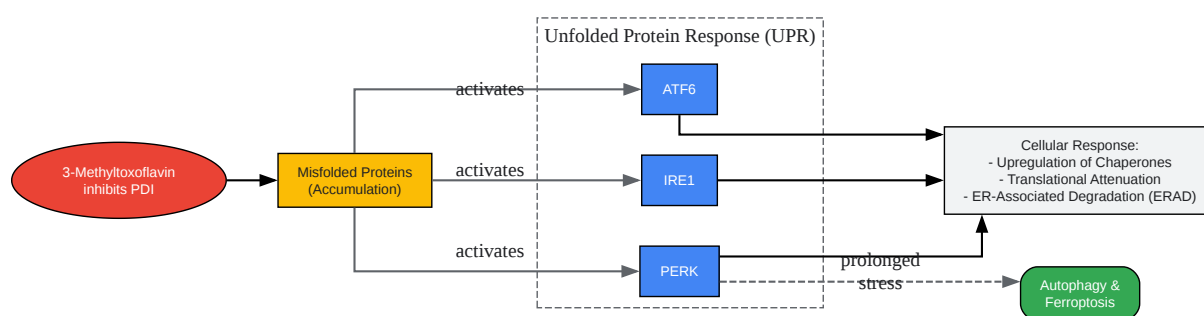 Unfolded Protein Response (UPR)
activates
ATF6
3-Methyltoxoflavin
inhibits PDI
Misfolded Proteins
(Accumulation)
activates
IRE1
Cellular Response:
- Upregulation of Chaperones
- Translational Attenuation
- ER-Associated Degradation (ERAD)
activates
PERK
prolonged
stress
Autophagy &
Ferroptosis